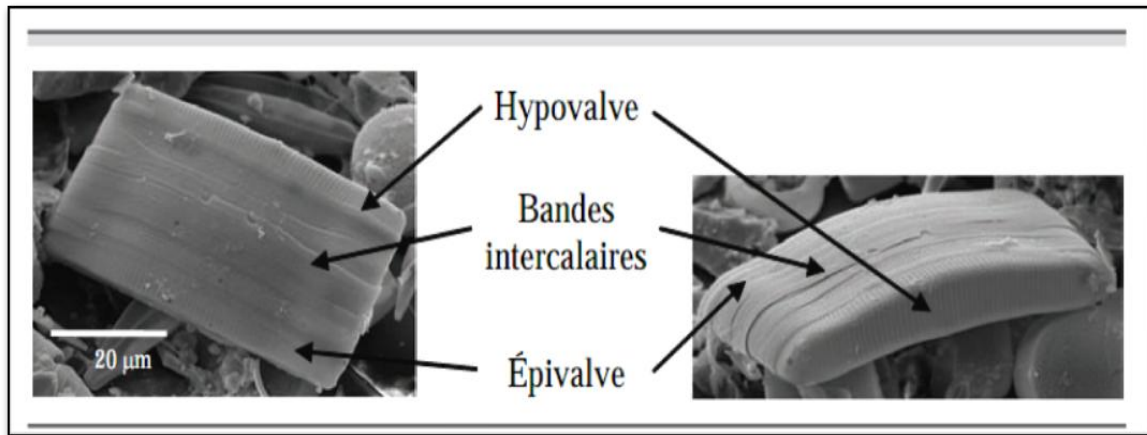 Hypovalve
Bandes
intercalaires
Épivalve
20 μm